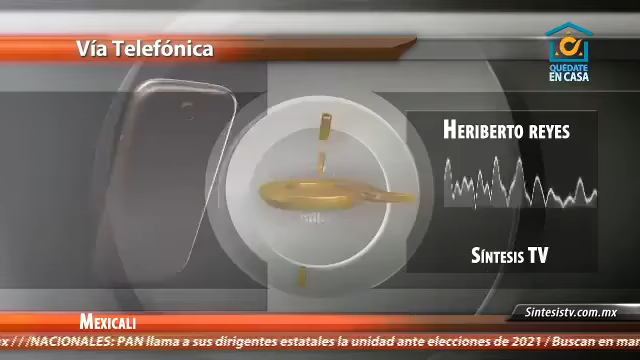 Vía Telefónica
QUÉDATE
EN CASA
HERIBERTO REYES
SÍNTESIS TV
Sintesistv.com.mx
MEXICALI
x ///NACIONALES: PAN llama a sus dirigentes estatales la unidad ante elecciones de 2021 / Buscan en mar